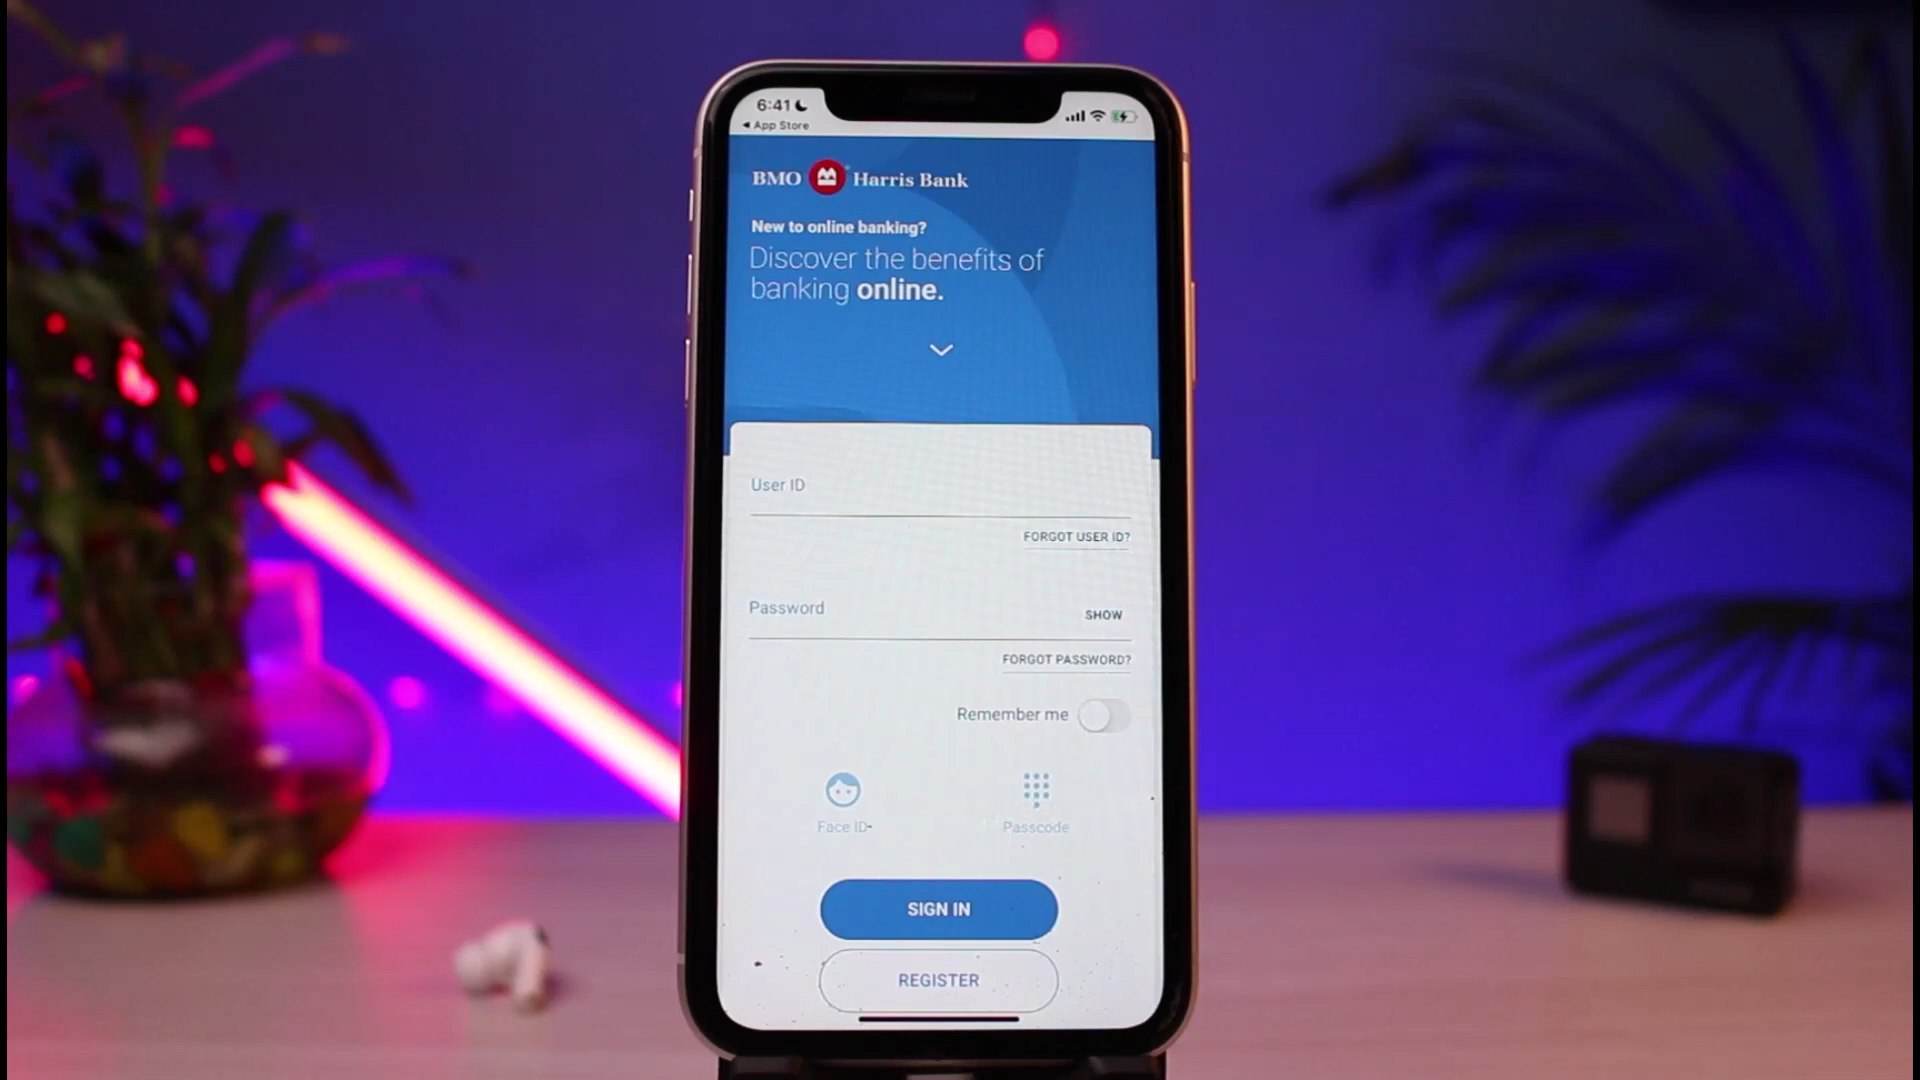 6:41
◄ App Store
BMO Harris Bank
New to online banking?
Discover the benefits of
banking online.
User ID
FORGOT USER ID?
Password
SHOW
FORGOT PASSWORD?
Remember me
Face ID
Passcode
SIGN IN
REGISTER